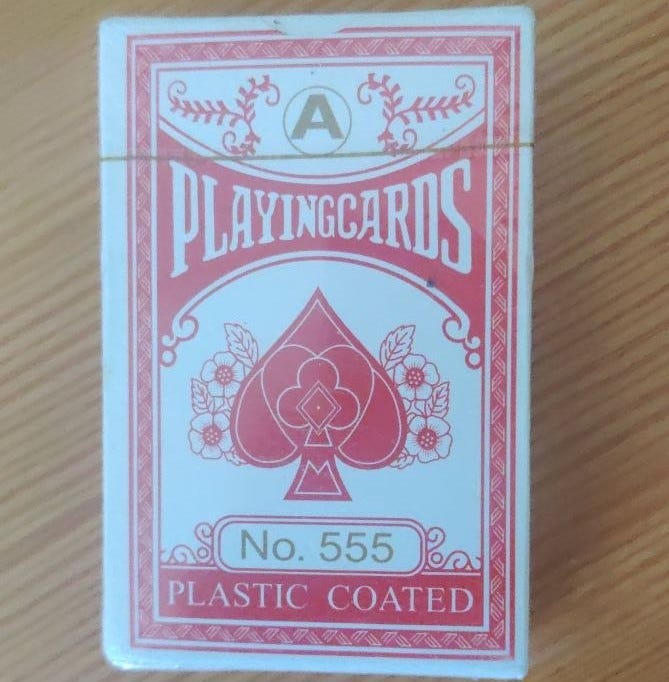 A
PLAYINGCARDS
No. 555
PLASTIC COATED